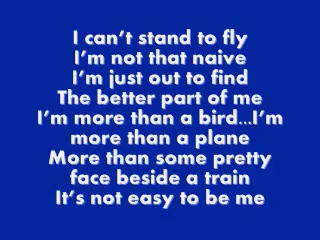 I can't stand to fly
I'm not that naive
I'm just out to find
The better part of me
I'm more than a bird...I'm
more than a plane
More than some pretty
face beside a train
It's not easy to be me